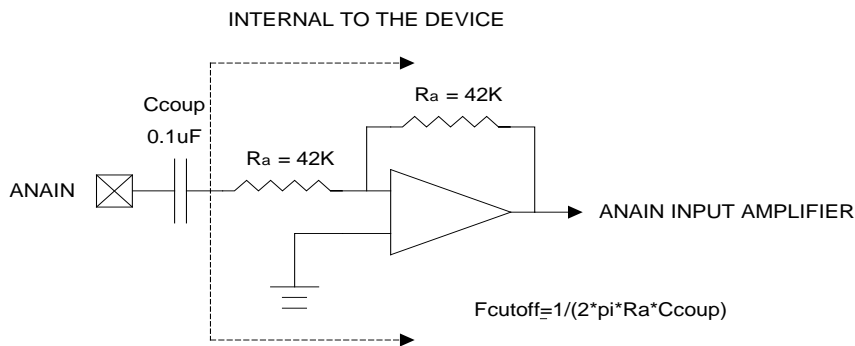 INTERNAL TO THE DEVICE
Ccoup
0.1uF
Ra = 42K
Ra = 42K
ANAIN
ANAIN INPUT AMPLIFIER
Fcutoff=1/(2*pi*Ra*Ccoup)